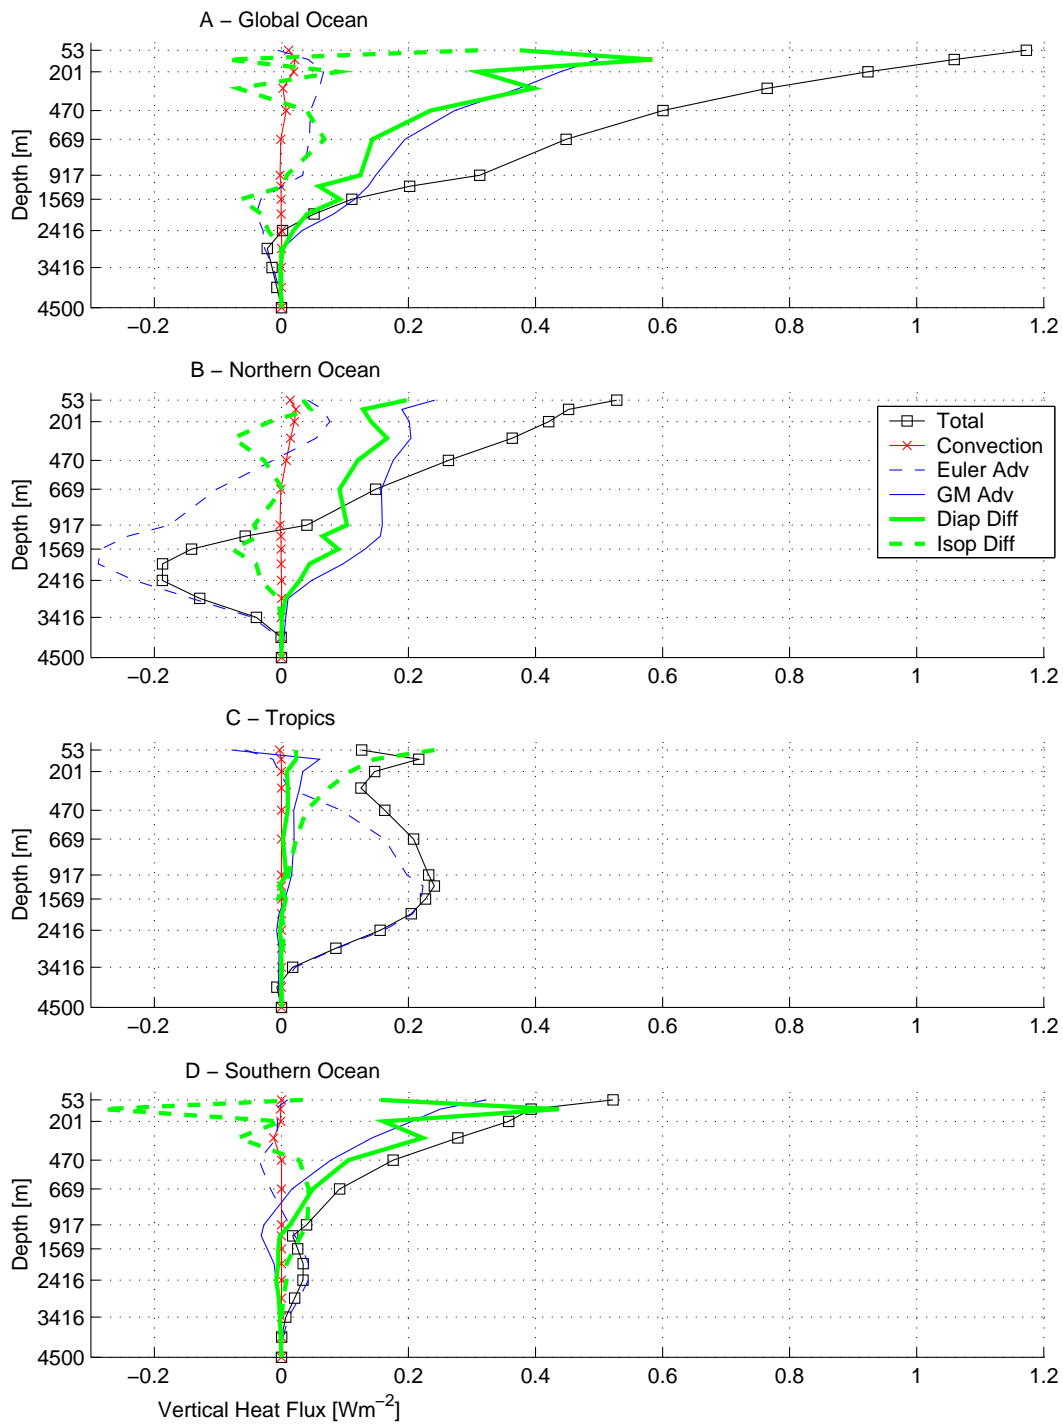 A − Global Ocean
Depth [m]
53
201
470
669
917
1569
2416
3416
4500
−0.2 0 0.2 0.4 0.6 0.8 1 1.2
B − Northern Ocean
Depth [m]
53
201
470
669
917
1569
2416
3416
4500
Total
Convection
Euler Adv
GM Adv
Diap Diff
Isop Diff
−0.2 0 0.2 0.4 0.6 0.8 1 1.2
C − Tropics
Depth [m]
53
201
470
669
917
1569
2416
3416
4500
−0.2 0 0.2 0.4 0.6 0.8 1 1.2
D − Southern Ocean
Depth [m]
53
201
470
669
917
1569
2416
3416
4500
−0.2 0 0.2 0.4 0.6 0.8 1 1.2
Vertical Heat Flux [Wm⁻²]